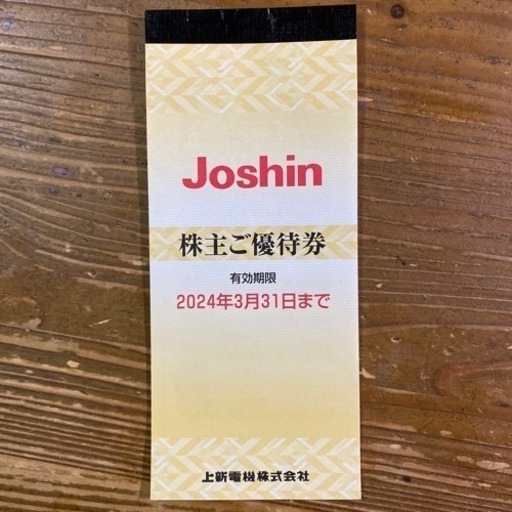 Joshin
株主ご優待券
有効期限
2024年3月31日まで
上新電機株式会社